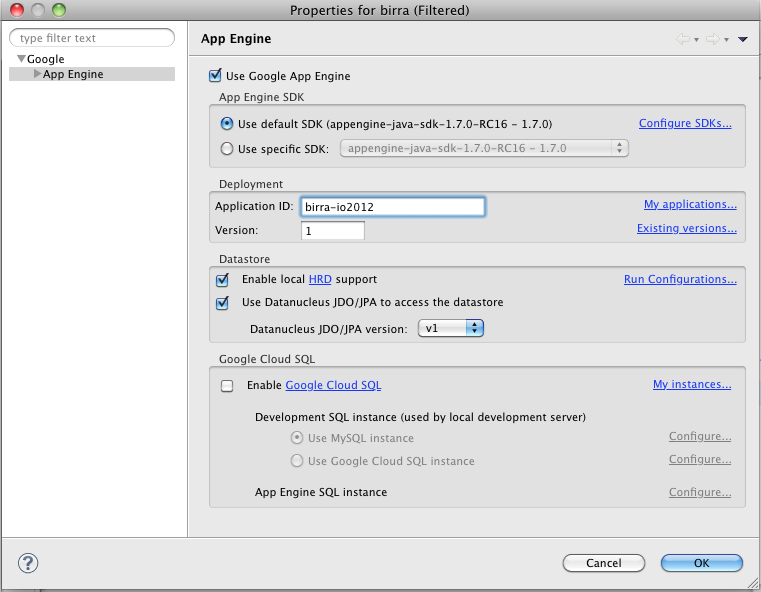 Properties for birra (Filtered)
type filter text
Google
App Engine
App Engine
Use Google App Engine
App Engine SDK
Use default SDK (appengine-java-sdk-1.7.0-RC16 - 1.7.0) Configure SDKs...
Use specific SDK: appengine-java-sdk-1.7.0-RC16 - 1.7.0
Deployment
Application ID: birra-io2012 My applications...
Version: 1 Existing versions...
Datastore
Enable local HRD support Run Configurations...
Use Datanucleus JDO/JPA to access the datastore
Datanucleus JDO/JPA version: v1
Google Cloud SQL
Enable Google Cloud SQL My instances...
Development SQL instance (used by local development server)
Use MySQL instance Configure...
Use Google Cloud SQL instance Configure...
App Engine SQL instance Configure...
? Cancel OK